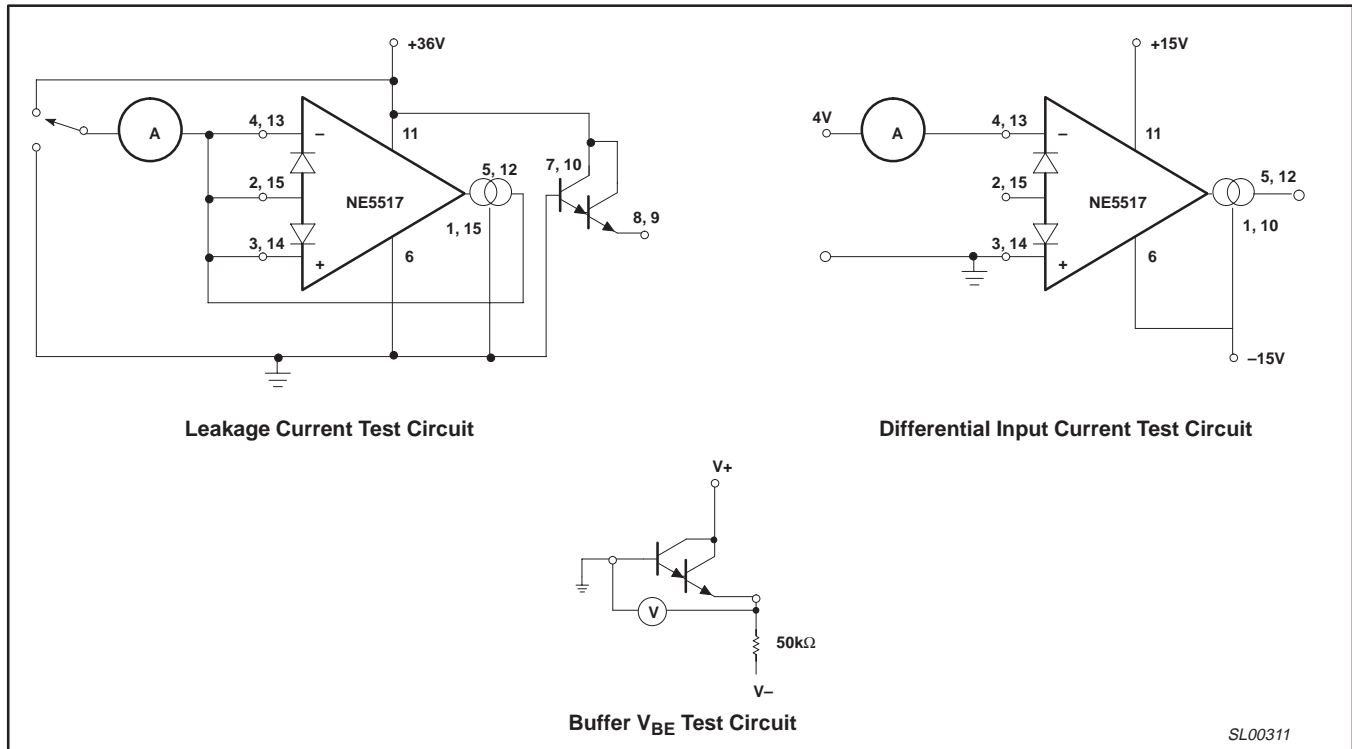 +36V
A
4, 13
–
11
2, 15
NE5517
5, 12
7, 10
8, 9
1, 15
3, 14
+
6
Leakage Current Test Circuit
+15V
4V
A
4, 13
–
11
2, 15
NE5517
5, 12
1, 10
3, 14
+
6
–15V
Differential Input Current Test Circuit
V+
V
50kΩ
V–
Buffer VBE Test Circuit
SL00311